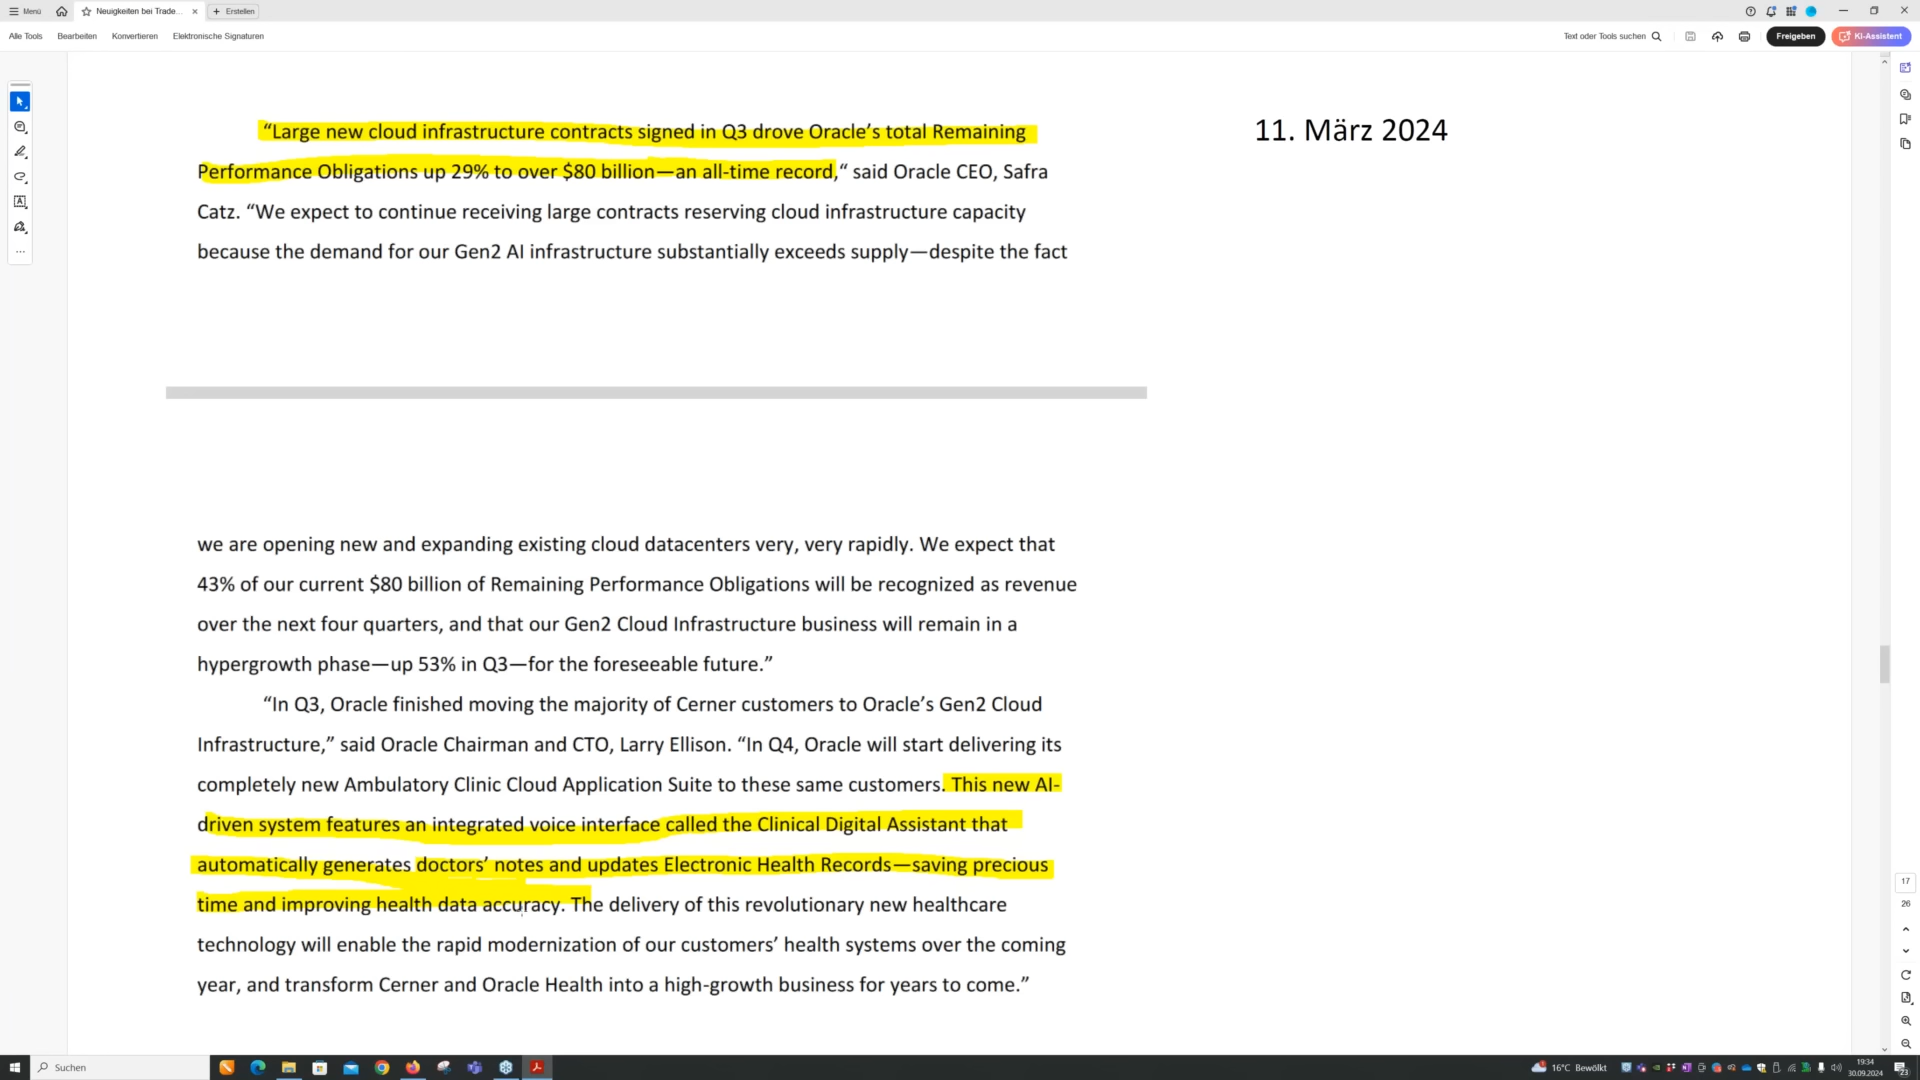 Menü
Neuigkeiten bei Trade...
Erstellen
Alle Tools
Bearbeiten
Konvertieren
Elektronische Signaturen
Text oder Tools suchen
Freigeben
KI-Assistent
“Large new cloud infrastructure contracts signed in Q3 drove Oracle’s total Remaining
11. März 2024
Performance Obligations up 29% to over $80 billion—an all-time record,“ said Oracle CEO, Safra
Catz. “We expect to continue receiving large contracts reserving cloud infrastructure capacity
because the demand for our Gen2 AI infrastructure substantially exceeds supply—despite the fact
we are opening new and expanding existing cloud datacenters very, very rapidly. We expect that
43% of our current $80 billion of Remaining Performance Obligations will be recognized as revenue
over the next four quarters, and that our Gen2 Cloud Infrastructure business will remain in a
hypergrowth phase—up 53% in Q3—for the foreseeable future.”
“In Q3, Oracle finished moving the majority of Cerner customers to Oracle’s Gen2 Cloud
Infrastructure,” said Oracle Chairman and CTO, Larry Ellison. “In Q4, Oracle will start delivering its
completely new Ambulatory Clinic Cloud Application Suite to these same customers. This new AI-
driven system features an integrated voice interface called the Clinical Digital Assistant that
automatically generates doctors’ notes and updates Electronic Health Records—saving precious
time and improving health data accuracy. The delivery of this revolutionary new healthcare
technology will enable the rapid modernization of our customers’ health systems over the coming
year, and transform Cerner and Oracle Health into a high-growth business for years to come.”
17
26
Suchen
16°C Bewölkt
19:34
30.09.2024
23